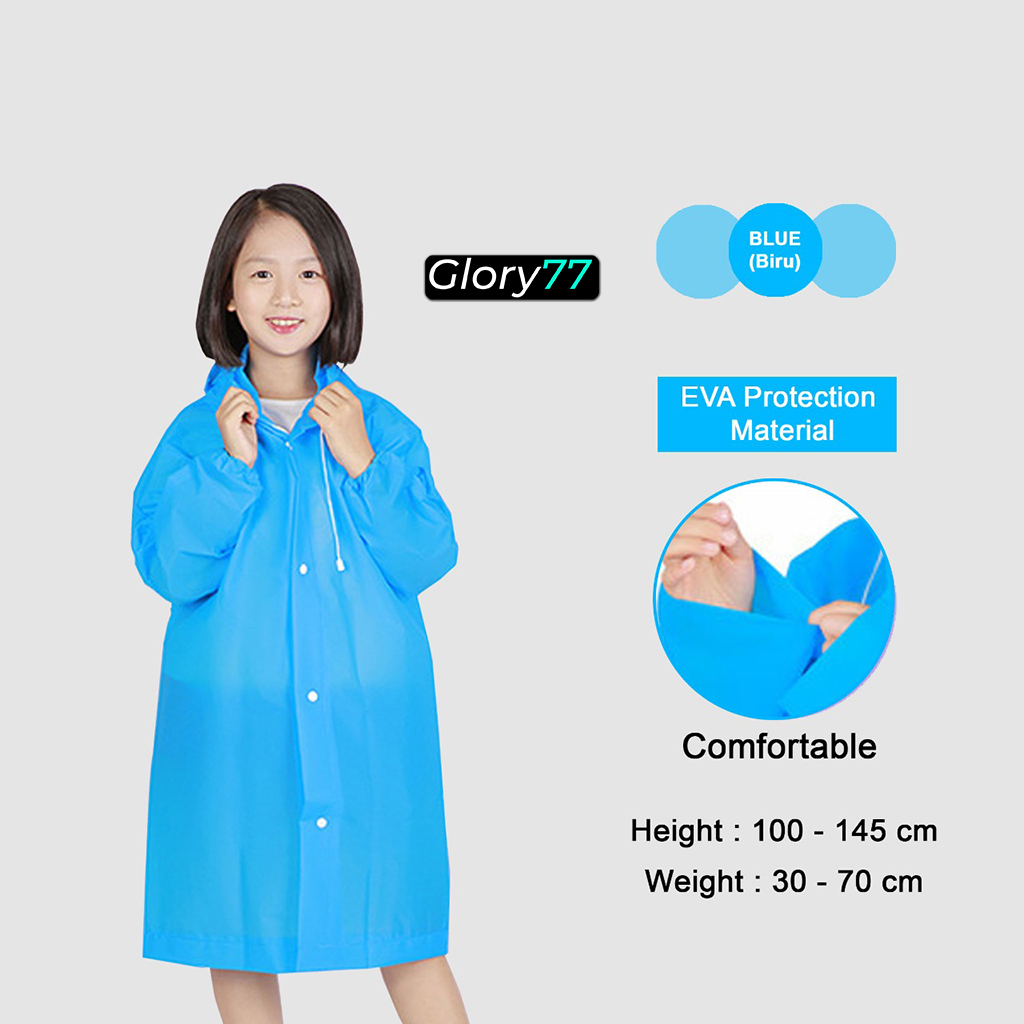 Glory77
BLUE
(Biru)
EVA Protection
Material
Comfortable
Height : 100 - 145 cm
Weight : 30 - 70 cm